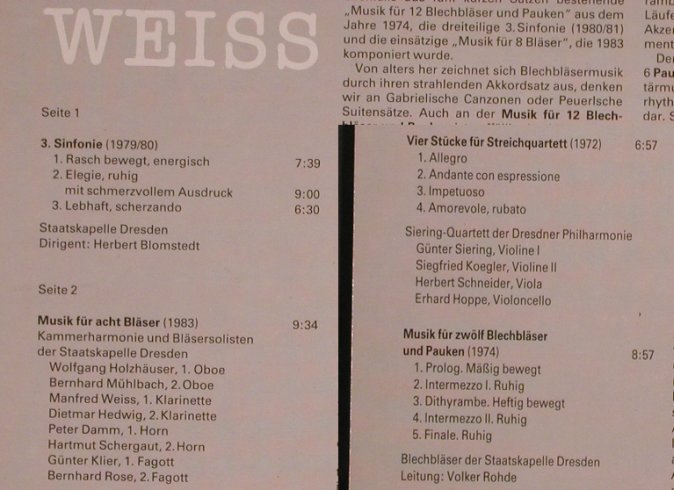 WEISS
„Musik für 12 Blechbläser und Pauken" aus dem
Jahre 1974, die dreiteilige 3. Sinfonie (1980/81)
und die einsätzige „Musik für 8 Bläser", die 1983
komponiert wurde.
Von alters her zeichnet sich Blechbläsermusik
durch ihren strahlenden Akkordsatz aus, denken
wir an Gabrielische Canzonen oder Peuerlsche
Suitensätze. Auch an der Musik für 12 Blech-
Läufe
Akze
ment
De
6 Pau
tärmu
rhyth
dar. S
Seite 1
3. Sinfonie (1979/80)
1. Rasch bewegt, energisch 7:39
2. Elegie, ruhig
mit schmerzvollem Ausdruck 9:00
3. Lebhaft, scherzando 6:30
Staatskapelle Dresden
Dirigent: Herbert Blomstedt
Seite 2
Musik für acht Bläser (1983) 9:34
Kammerharmonie und Bläsersolisten
der Staatskapelle Dresden
Wolfgang Holzhäuser, 1. Oboe
Bernhard Mühlbach, 2. Oboe
Manfred Weiss, 1. Klarinette
Dietmar Hedwig, 2. Klarinette
Peter Damm, 1. Horn
Hartmut Schergaut, 2. Horn
Günter Klier, 1. Fagott
Bernhard Rose, 2. Fagott
Vier Stücke für Streichquartett (1972) 6:57
1. Allegro
2. Andante con espressione
3. Impetuoso
4. Amorevole, rubato
Siering-Quartett der Dresdner Philharmonie
Günter Siering, Violine I
Siegfried Koegler, Violine II
Herbert Schneider, Viola
Erhard Hoppe, Violoncello
Musik für zwölf Blechbläser
und Pauken (1974) 8:57
1. Prolog. Mäßig bewegt
2. Intermezzo I. Ruhig
3. Dithyrambe. Heftig bewegt
4. Intermezzo II. Ruhig
5. Finale. Ruhig
Blechbläser der Staatskapelle Dresden
Leitung: Volker Rohde